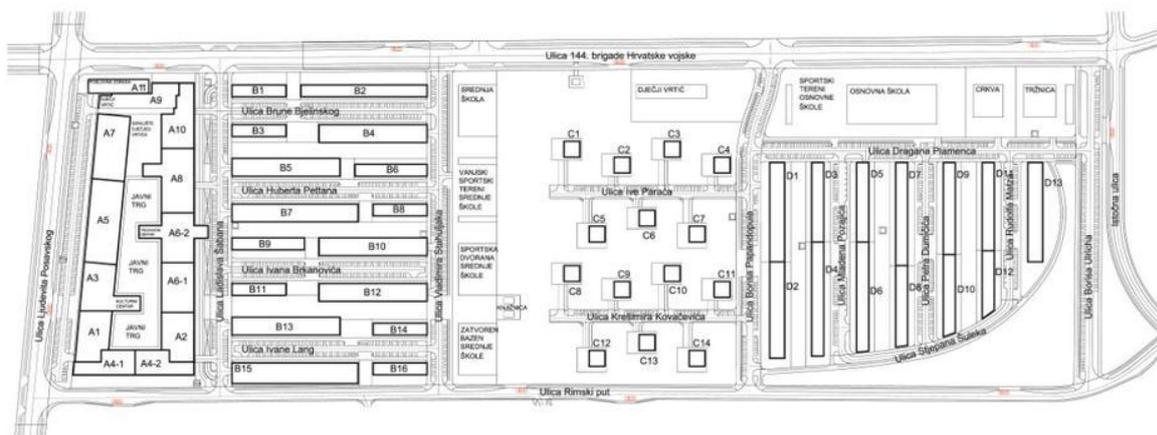 Ulica 144. brigade Hrvatske vojske
Ulica Ljudevita Posavskog
A11
A9
A7
A10
A8
JAVNI
TRG
A5
A6-2
JAVNI
TRG
A3
A6-1
KULTURNI
CENTAR
A1
JAVNI
TRG
A2
A4-1
A4-2
Ulica Ladislava Šabana
B1
B2
Ulica Brune Bjelinskog
B3
B4
B5
B6
Ulica Huberta Pettana
B7
B8
B9
B10
Ulica Ivana Brkanovića
B11
B12
B13
B14
Ulica Ivane Lang
B15
B16
Ulica Vladimira Stahuljaka
SREDNJA
ŠKOLA
VANJSKI
SPORTSKI
TERENI
SREDNJE
ŠKOLE
SPORTSKA
DVORANA
SREDNJE
ŠKOLE
ZATVOREN
BAZEN
SREDNJE
ŠKOLE
DJEČJI VRTIĆ
C1
C2
C3
C4
Ulica Ive Paraća
C5
C6
C7
C8
C9
C10
C11
Ulica Krešimira Kovačevića
C12
C13
C14
Ulica Borisa Papandopula
SPORTSKI
TERENI
OSNOVNE
ŠKOLE
OSNOVNA ŠKOLA
CRKVA
TRŽNICA
Ulica Dragana Plamenca
D1
D2
D3
D4
Ulica Mladena Pozajića
D5
D6
D7
D8
Ulica Petra Dumičića
D9
D10
D11
D12
Ulica Rudolfa Matza
D13
Ulica Stjepana Šuleka
Ulica Borisa Ulricha
Istočna ulica
Ulica Rimski put